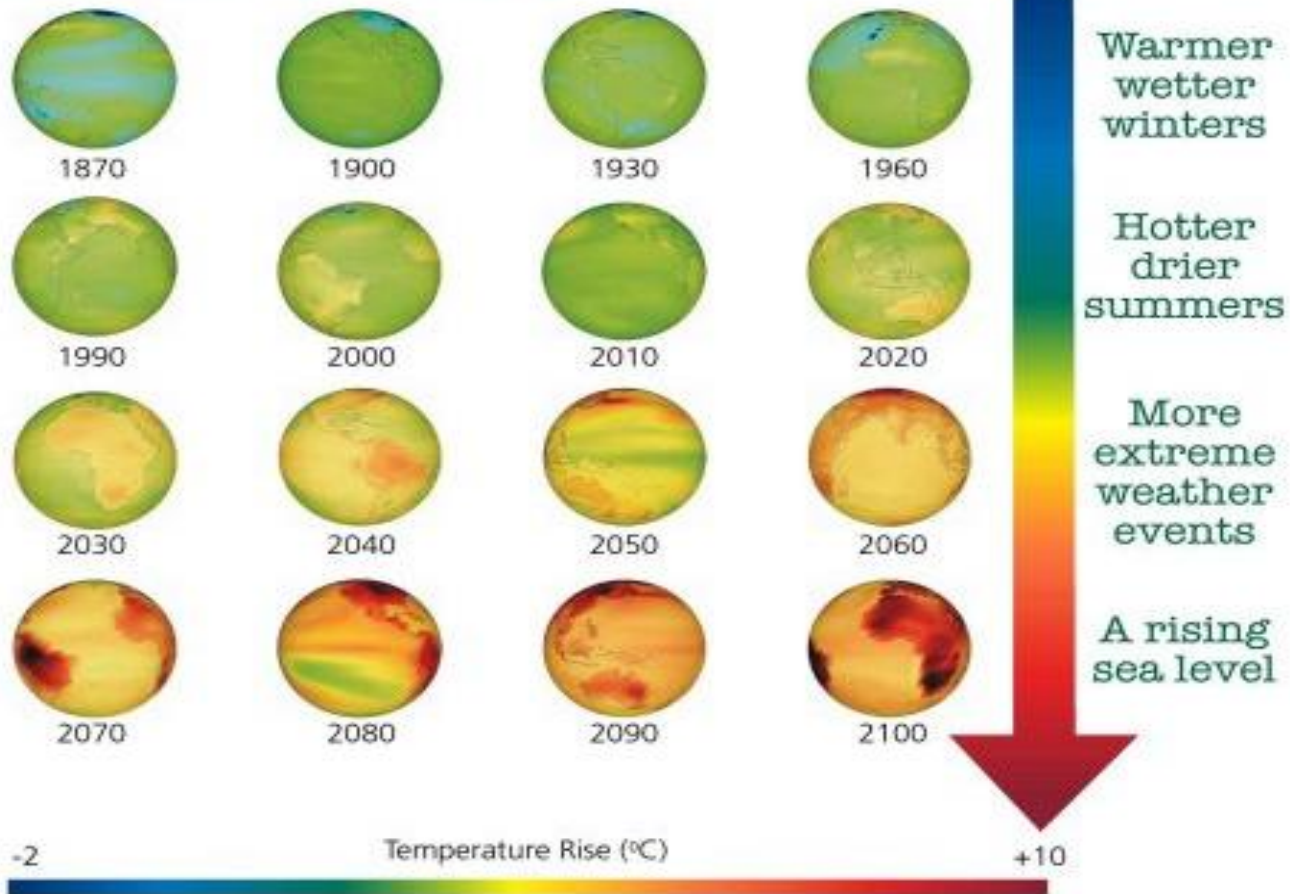 1870
1900
1930
1960
Warmer
wetter
winters
1990
2000
2010
2020
Hotter
drier
summers
2030
2040
2050
2060
More
extreme
weather
events
2070
2080
2090
2100
A rising
sea level
-2
Temperature Rise (ºC)
+10